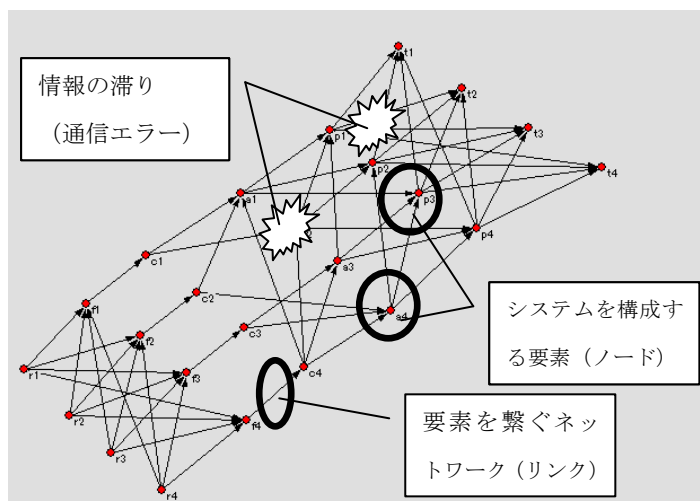 t1
情報の滞り
（通信エラー）
t2
p1
t3
p2
t4
a1
p3
p4
c1
a3
c2
f1
a4
システムを構成す
る要素（ノード）
c3
f2
c4
r1
f3
要素を繋ぐネッ
トワーク（リンク）
r2
f4
r3
r4